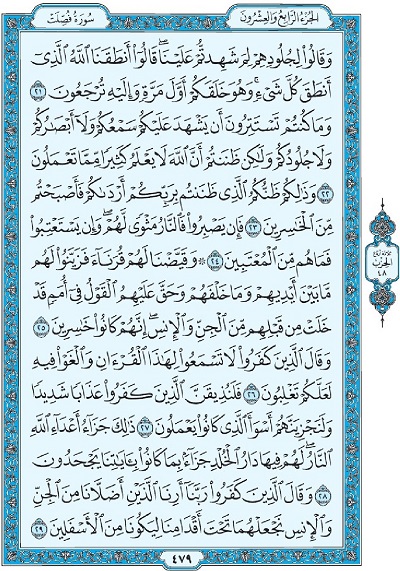 الجزء الرابع والعشرون
سورة فصلت
وَقَالُوا۟ لِجُلُودِهِمْ لِمَ شَهِدتُّمْ عَلَيْنَا ۖ قَالُوٓا۟ أَنطَقَنَا ٱللَّهُ ٱلَّذِىٓ
أَنطَقَ كُلَّ شَىْءٍ ۚ وَهُوَ خَلَقَكُمْ أَوَّلَ مَرَّةٍ وَإِلَيْهِ تُرْجَعُونَ ٢١
وَمَا كُنتُمْ تَسْتَتِرُونَ أَن يَشْهَدَ عَلَيْكُمْ سَمْعُكُمْ وَلَآ أَبْصَٰرُكُمْ
وَلَا جُلُودُكُمْ وَلَٰكِن ظَنَنتُمْ أَنَّ ٱللَّهَ لَا يَعْلَمُ كَثِيرًا مِّمَّا تَعْمَلُونَ
٢٢ وَذَٰلِكُمْ ظَنُّكُمُ ٱلَّذِى ظَنَنتُم بِرَبِّكُمْ أَرْدَىٰكُمْ فَأَصْبَحْتُم
مِّنَ ٱلْخَٰسِرِينَ ٢٣ فَإِن يَصْبِرُوا۟ فَٱلنَّارُ مَثْوًى لَّهُمْ ۖ وَإِن يَسْتَعْتِبُوا۟
فَمَا هُم مِّنَ ٱلْمُعْتَبِينَ ٢٤ ۞ وَقَيَّضْنَا لَهُمْ قُرَنَآءَ فَزَيَّنُوا۟ لَهُم
مَّا بَيْنَ أَيْدِيهِمْ وَمَا خَلْفَهُمْ وَحَقَّ عَلَيْهِمُ ٱلْقَوْلُ فِىٓ أُمَمٍ قَدْ
خَلَتْ مِن قَبْلِهِم مِّنَ ٱلْجِنِّ وَٱلْإِنسِ ۖ إِنَّهُمْ كَانُوا۟ خَٰسِرِينَ ٢٥
وَقَالَ ٱلَّذِينَ كَفَرُوا۟ لَا تَسْمَعُوا۟ لِهَٰذَا ٱلْقُرْءَانِ وَٱلْغَوْا۟ فِيهِ
لَعَلَّكُمْ تَغْلِبُونَ ٢٦ فَلَنُذِيقَنَّ ٱلَّذِينَ كَفَرُوا۟ عَذَابًا شَدِيدًا
وَلَنَجْزِيَنَّهُمْ أَسْوَأَ ٱلَّذِى كَانُوا۟ يَعْمَلُونَ ٢٧ ذَٰلِكَ جَزَآءُ أَعْدَآءِ ٱللَّهِ
ٱلنَّارُ ۖ لَهُمْ فِيهَا دَارُ ٱلْخُلْدِ ۖ جَزَآءًۢ بِمَا كَانُوا۟ بِـَٔايَٰتِنَا يَجْحَدُونَ
٢٨ وَقَالَ ٱلَّذِينَ كَفَرُوا۟ رَبَّنَآ أَرِنَا ٱلَّذَيْنِ أَضَلَّانَا مِنَ ٱلْجِنِّ
وَٱلْإِنسِ نَجْعَلْهُمَا تَحْتَ أَقْدَامِنَا لِيَكُونَا مِنَ ٱلْأَسْفَلِينَ ٢٩
الحزب
٤٨
٤٧٩